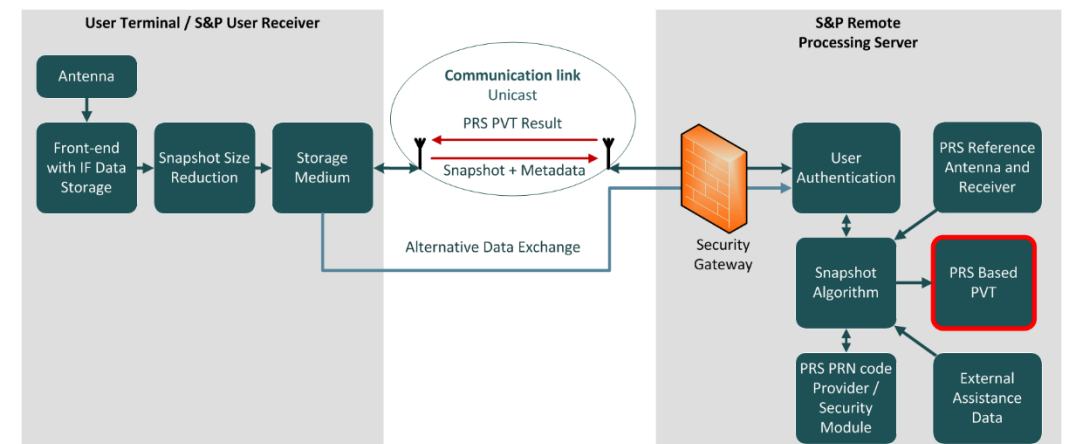 User Terminal / S&P User Receiver
Antenna
Front-end
with IF Data
Storage
Snapshot Size
Reduction
Storage
Medium
Communication link
Unicast
PRS PVT Result
Snapshot + Metadata
Alternative Data Exchange
Security
Gateway
S&P Remote
Processing Server
User
Authentication
PRS Reference
Antenna and
Receiver
Snapshot
Algorithm
PRS Based
PVT
PRS PRN code
Provider /
Security
Module
External
Assistance
Data